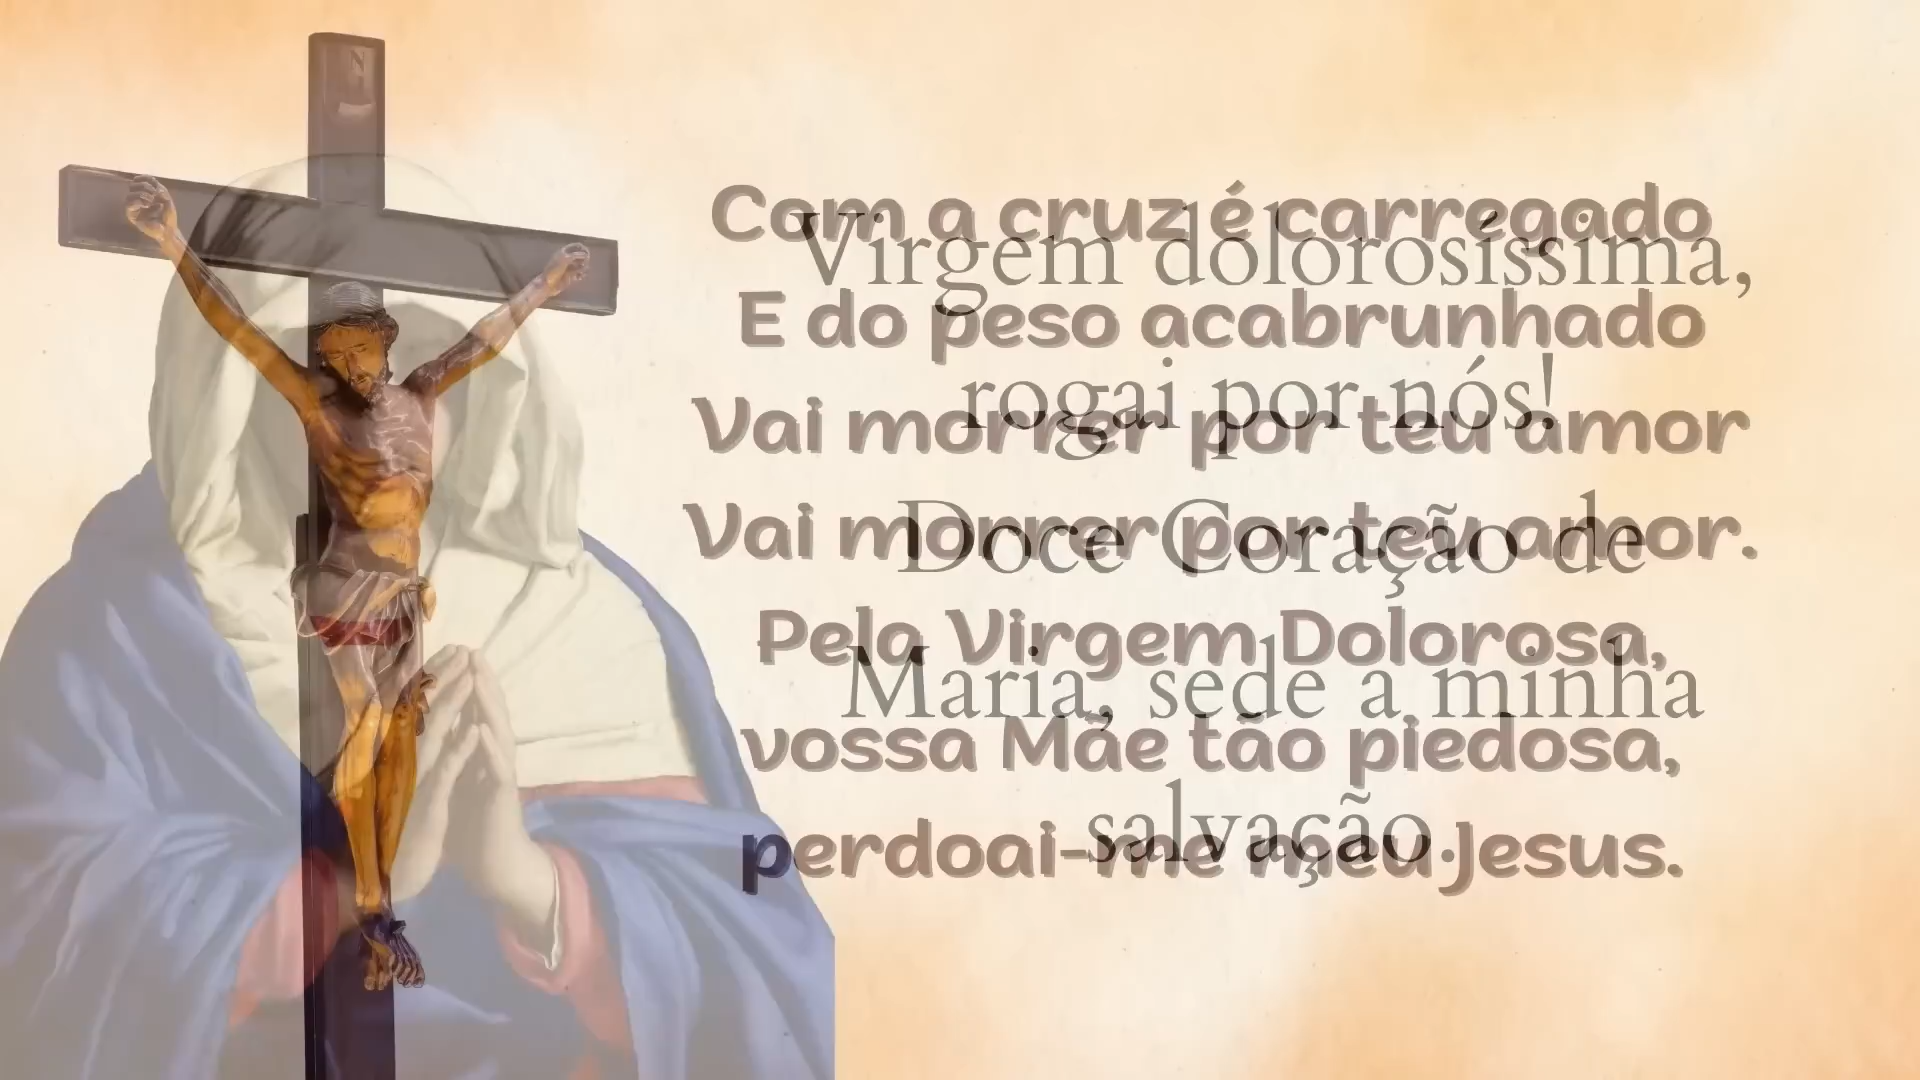 Com a cruz é carregado
E do peso acabrunhado
Vai morrer por teu amor
Vai morrer por teu amor.
Pela Virgem Dolorosa,
vossa Mãe tão piedosa,
perdoai-me meu Jesus.
Virgem dolorosíssima,
rogai por nós!
Doce Coração de
Maria, sede a minha
salvação.